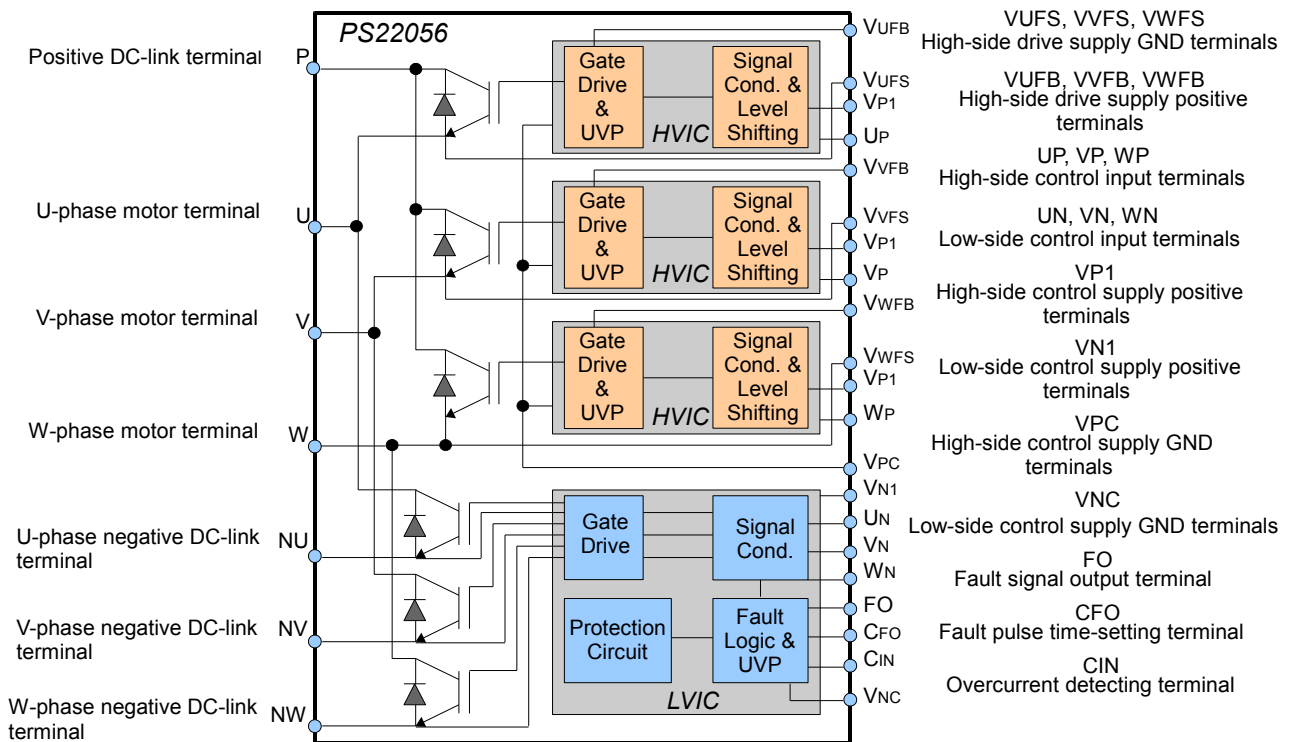 Positive DC-link terminal
P
U-phase motor terminal
U
V-phase motor terminal
V
W-phase motor terminal
W
U-phase negative DC-link
terminal
NU
V-phase negative DC-link
terminal
NV
W-phase negative DC-link
terminal
NW
PS22056
Gate
Drive
&
UVP
Signal
Cond. &
Level
Shifting
HVIC
Gate
Drive
&
UVP
Signal
Cond. &
Level
Shifting
HVIC
Gate
Drive
&
UVP
Signal
Cond. &
Level
Shifting
HVIC
Gate
Drive
Signal
Cond.
Protection
Circuit
Fault
Logic &
UVP
LVIC
VUFB
VUFS
VP1
UP
VVFB
VVFS
VP1
VP
VWFB
VWFS
VP1
WP
VPC
VN1
UN
VN
WN
FO
CFO
CIN
VNC
VUFS, VVFS, VWFS
High-side drive supply GND terminals
VUFB, VVFB, VWFB
High-side drive supply positive
terminals
UP, VP, WP
High-side control input terminals
UN, VN, WN
Low-side control input terminals
VP1
High-side control supply positive
terminals
VN1
Low-side control supply positive
terminals
VPC
High-side control supply GND
terminals
VNC
Low-side control supply GND terminals
FO
Fault signal output terminal
CFO
Fault pulse time-setting terminal
CIN
Overcurrent detecting terminal